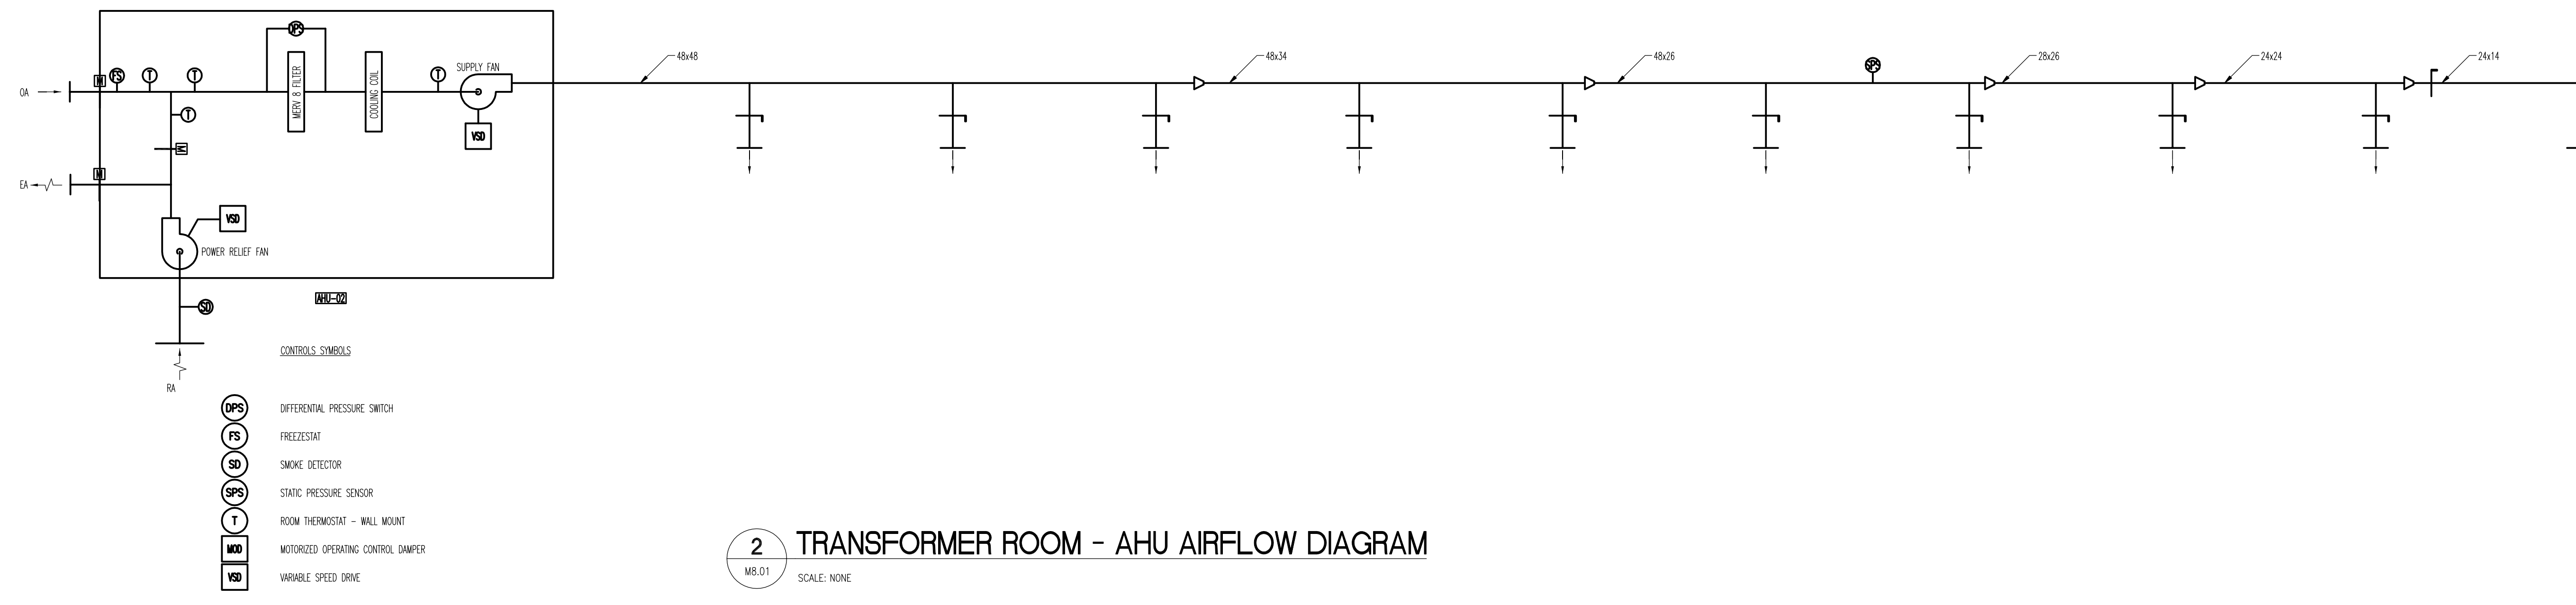 DPS
48x48
48x34
48x26
28x26
24x24
24x14
SUPPLY FAN
SPS
M
FS
T
T
T
OA
MERV 8 FILTER
COOLING COIL
T
VSD
M
M
EA
VSD
POWER RELIEF FAN
AHU-02
SD
CONTROLS SYMBOLS
RA
DPS DIFFERENTIAL PRESSURE SWITCH
FS FREEZESTAT
SD SMOKE DETECTOR
SPS STATIC PRESSURE SENSOR
T ROOM THERMOSTAT - WALL MOUNT
MOD MOTORIZED OPERATING CONTROL DAMPER
VSD VARIABLE SPEED DRIVE
2 TRANSFORMER ROOM - AHU AIRFLOW DIAGRAM
M8.01 SCALE: NONE